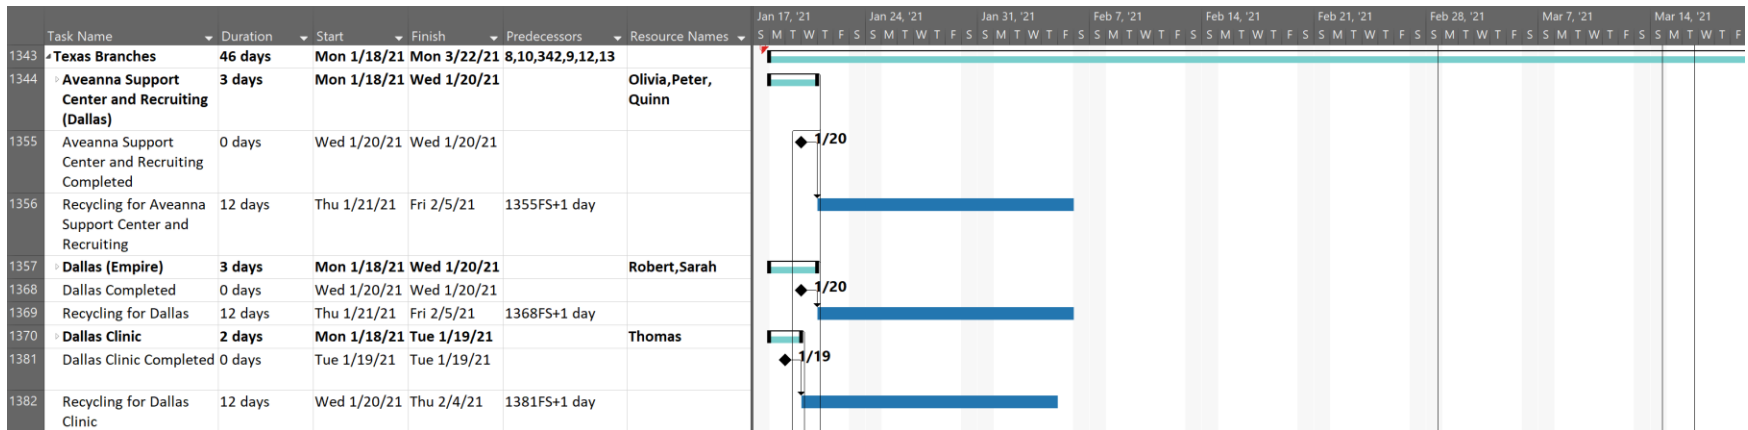 Jan 17, '21 Jan 24, '21 Jan 31, '21 Feb 7, '21 Feb 14, '21 Feb 21, '21 Feb 28, '21 Mar 7, '21 Mar 14, '21
Task Name Duration Start Finish Predecessors Resource Names S M T W T F S S M T W T F S S M T W T F S S M T W T F S S M T W T F S S M T W T F S S M T W T F S S M T W T F S S M T W T F
1343 Texas Branches 46 days Mon 1/18/21 Mon 3/22/21 8,10,342,9,12,13
1344 Aveanna Support 3 days Mon 1/18/21 Wed 1/20/21 Olivia,Peter,
Center and Recruiting Quinn
(Dallas)
1355 Aveanna Support 0 days Wed 1/20/21 Wed 1/20/21 1/20
Center and Recruiting
Completed
1356 Recycling for Aveanna 12 days Thu 1/21/21 Fri 2/5/21 1355FS+1 day
Support Center and
Recruiting
1357 Dallas (Empire) 3 days Mon 1/18/21 Wed 1/20/21 Robert,Sarah
1368 Dallas Completed 0 days Wed 1/20/21 Wed 1/20/21 1/20
1369 Recycling for Dallas 12 days Thu 1/21/21 Fri 2/5/21 1368FS+1 day
1370 Dallas Clinic 2 days Mon 1/18/21 Tue 1/19/21 Thomas
1381 Dallas Clinic Completed 0 days Tue 1/19/21 Tue 1/19/21 1/19
1382 Recycling for Dallas 12 days Wed 1/20/21 Thu 2/4/21 1381FS+1 day
Clinic